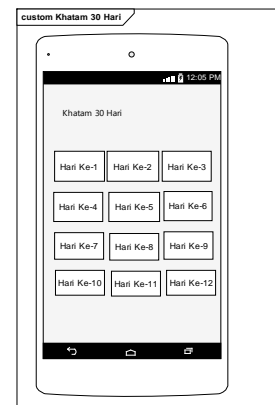 custom Khatam 30 Hari
12:05 PM
Khatam 30 Hari
Hari Ke-1 Hari Ke-2 Hari Ke-3
Hari Ke-4 Hari Ke-5 Hari Ke-6
Hari Ke-7 Hari Ke-8 Hari Ke-9
Hari Ke-10 Hari Ke-11 Hari Ke-12